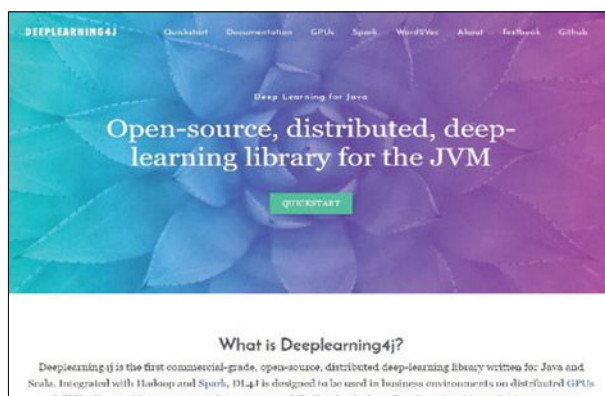 DEEPLEARNING4J Quickstart Documentation GPUs Spark Word2Vec About Textbook Github
Deep Learning for Java
Open-source, distributed, deep-
learning library for the JVM
QUICKSTART
What is Deeplearning4j?
Deeplearning4j is the first commercial-grade, open-source, distributed deep-learning library written for Java and
Scala. Integrated with Hadoop and Spark, DL4J is designed to be used in business environments on distributed GPUs